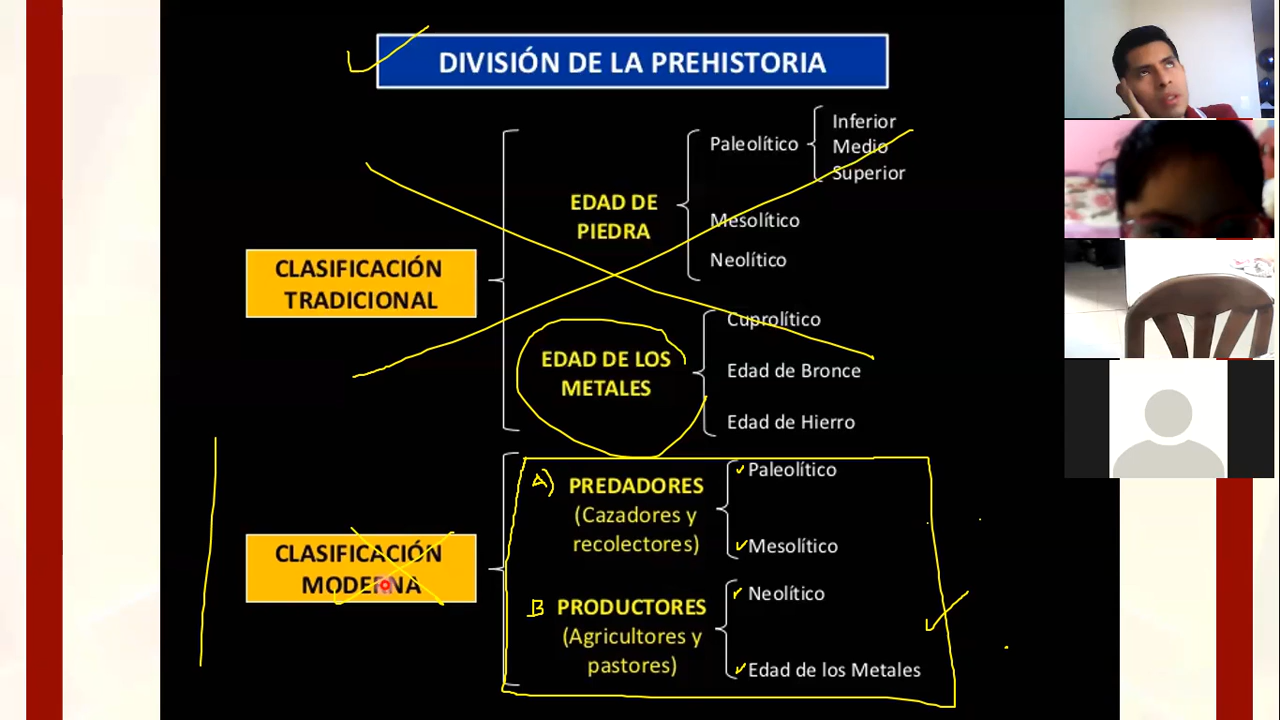 DIVISIÓN DE LA PREHISTORIA
CLASIFICACIÓN
TRADICIONAL
EDAD DE
PIEDRA
Paleolítico
Inferior
Medio
Superior
Mesolítico
Neolítico
EDAD DE LOS
METALES
Cuprolítico
Edad de Bronce
Edad de Hierro
CLASIFICACIÓN
MODERNA
A)
PREDADORES
(Cazadores y
recolectores)
Paleolítico
Mesolítico
B
PRODUCTORES
(Agricultores y
pastores)
Neolítico
Edad de los Metales